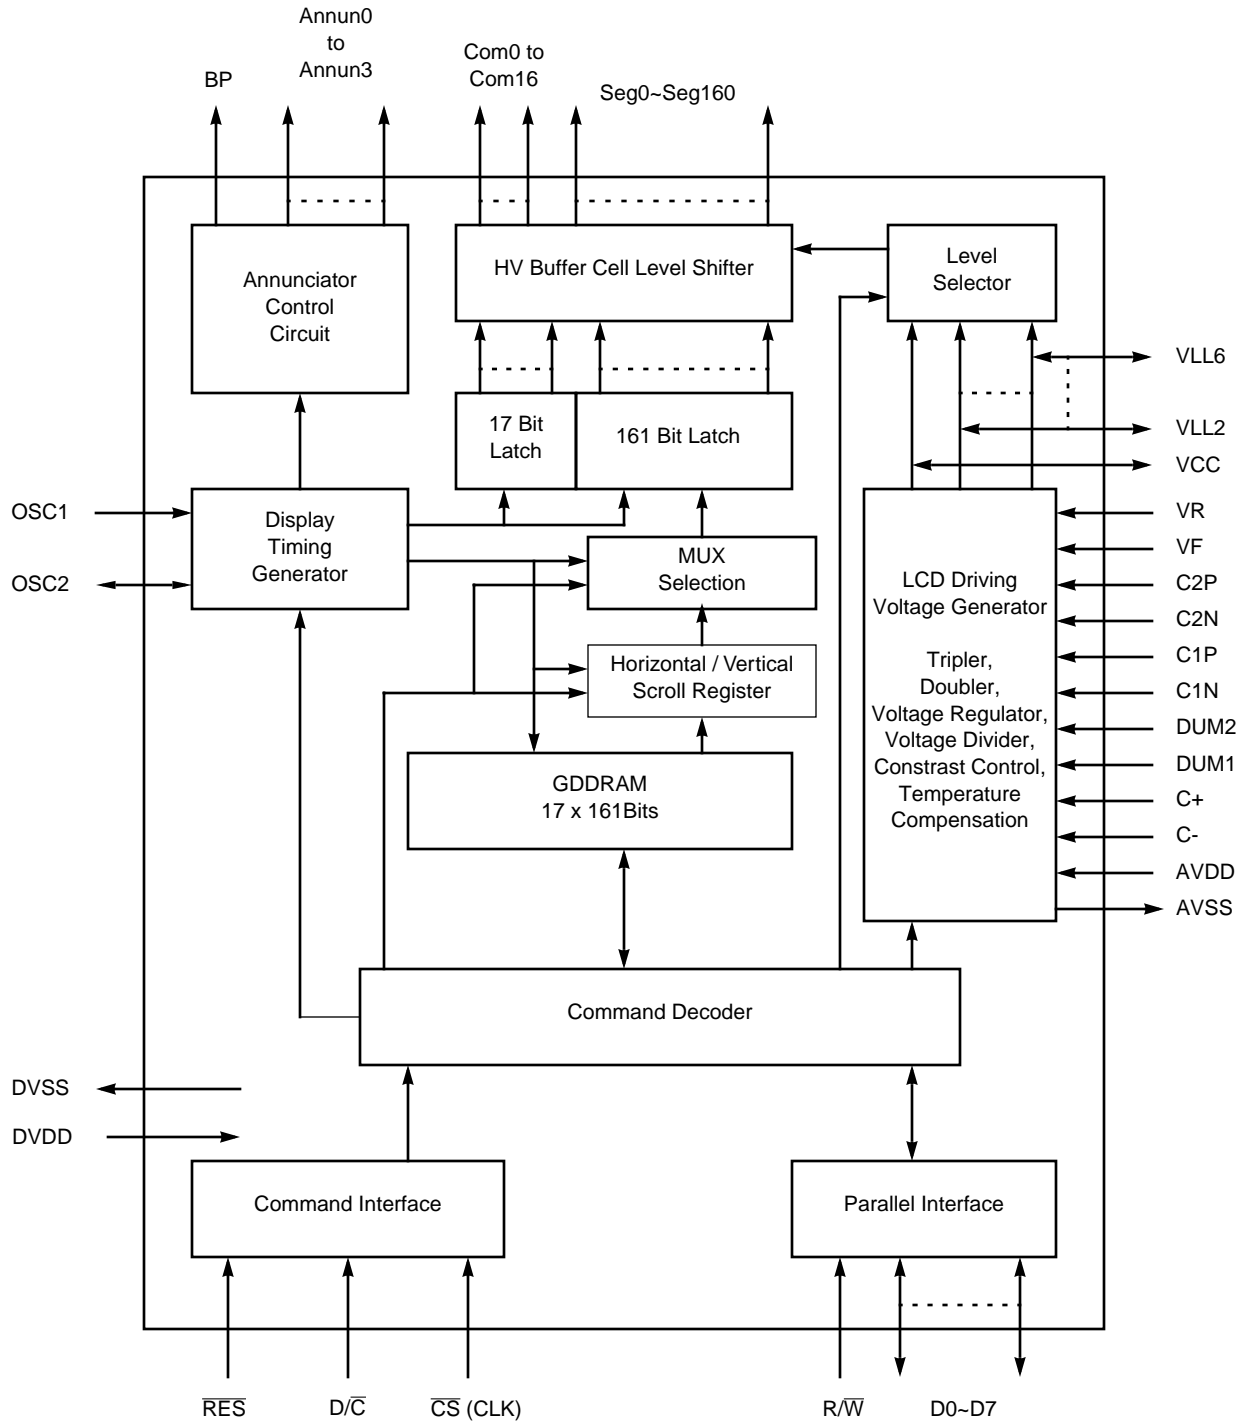 Annun0
to
Annun3
BP
Com0 to
Com16
Seg0~Seg160
Annunciator
Control
Circuit
HV Buffer Cell Level Shifter
Level
Selector
17 Bit
Latch
161 Bit Latch
VLL6
VLL2
VCC
OSC1
OSC2
Display
Timing
Generator
MUX
Selection
Horizontal / Vertical
Scroll Register
GDDRAM
17 x 161Bits
LCD Driving
Voltage Generator
Tripler,
Doubler,
Voltage Regulator,
Voltage Divider,
Constrast Control,
Temperature
Compensation
VR
VF
C2P
C2N
C1P
C1N
DUM2
DUM1
C+
C-
AVDD
AVSS
Command Decoder
DVSS
DVDD
Command Interface
Parallel Interface
R̅E̅S̅
D/C̅
C̅S̅ (CLK)
R/W̅
D0~D7